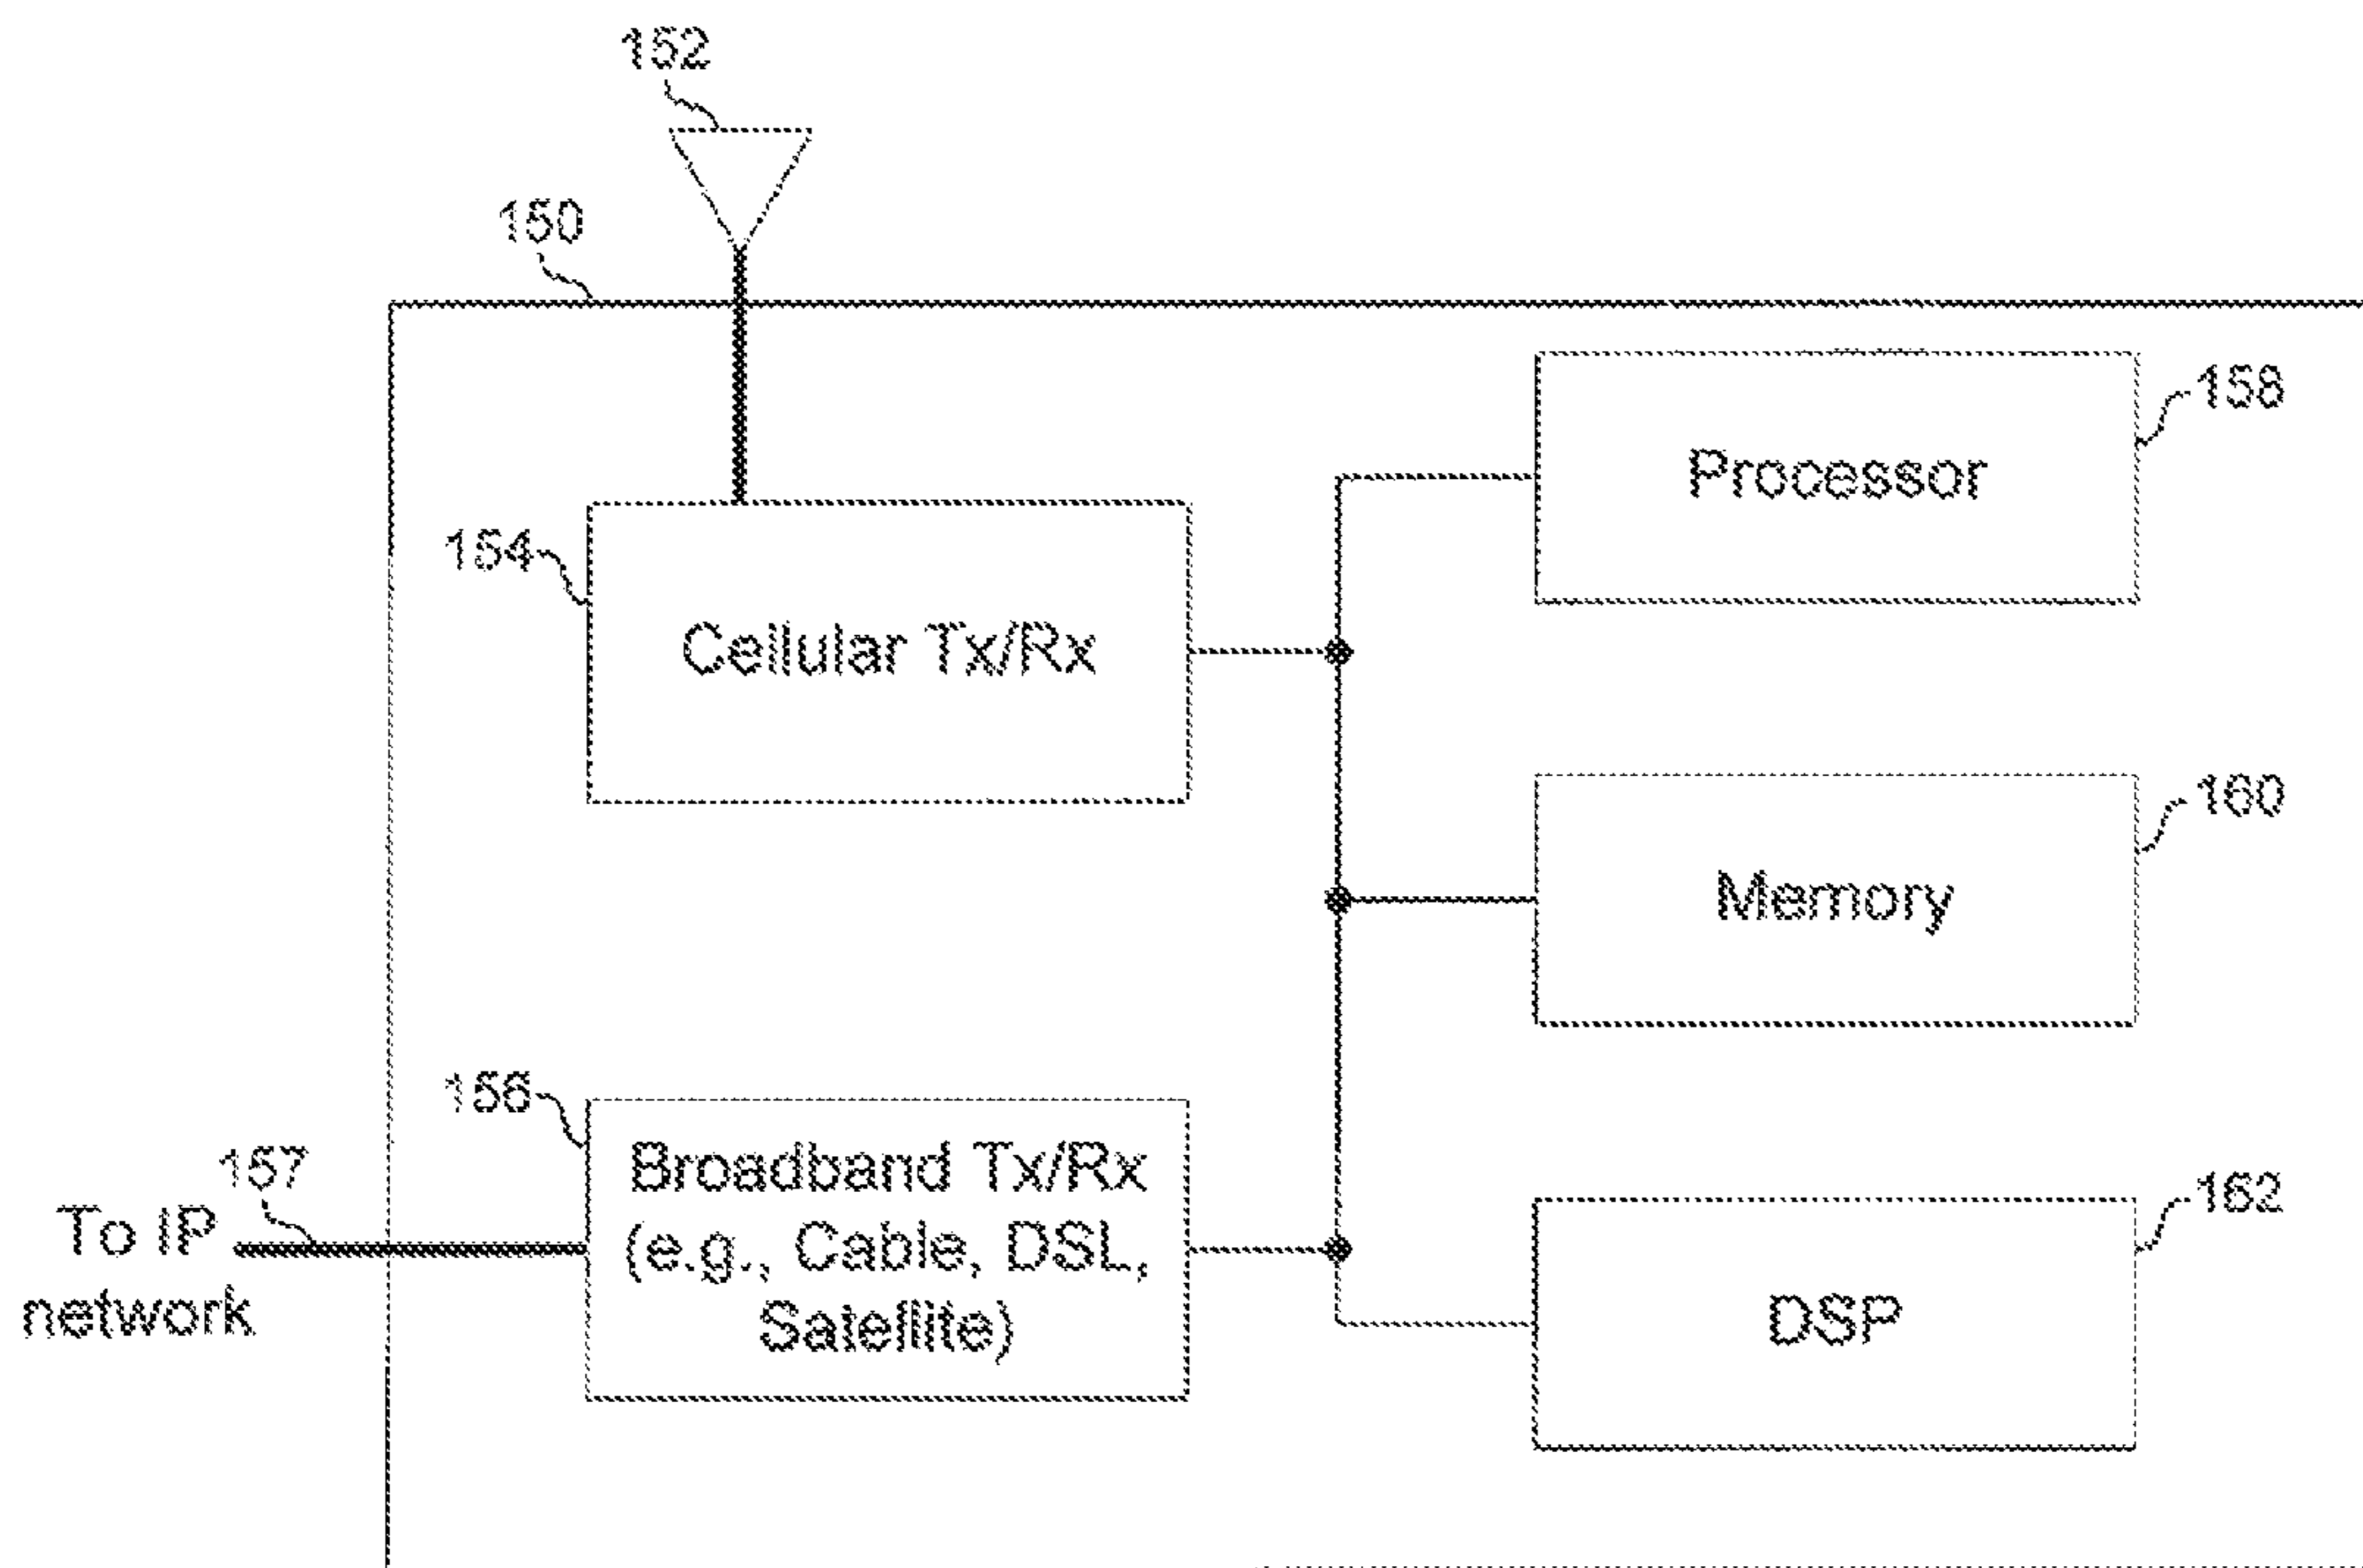 152
150
158
Processor
154
Cellular Tx/Rx
160
Memory
156
157
Broadband Tx/Rx
(e.g., Cable, DSL,
Satellite)
To IP
network
162
DSP